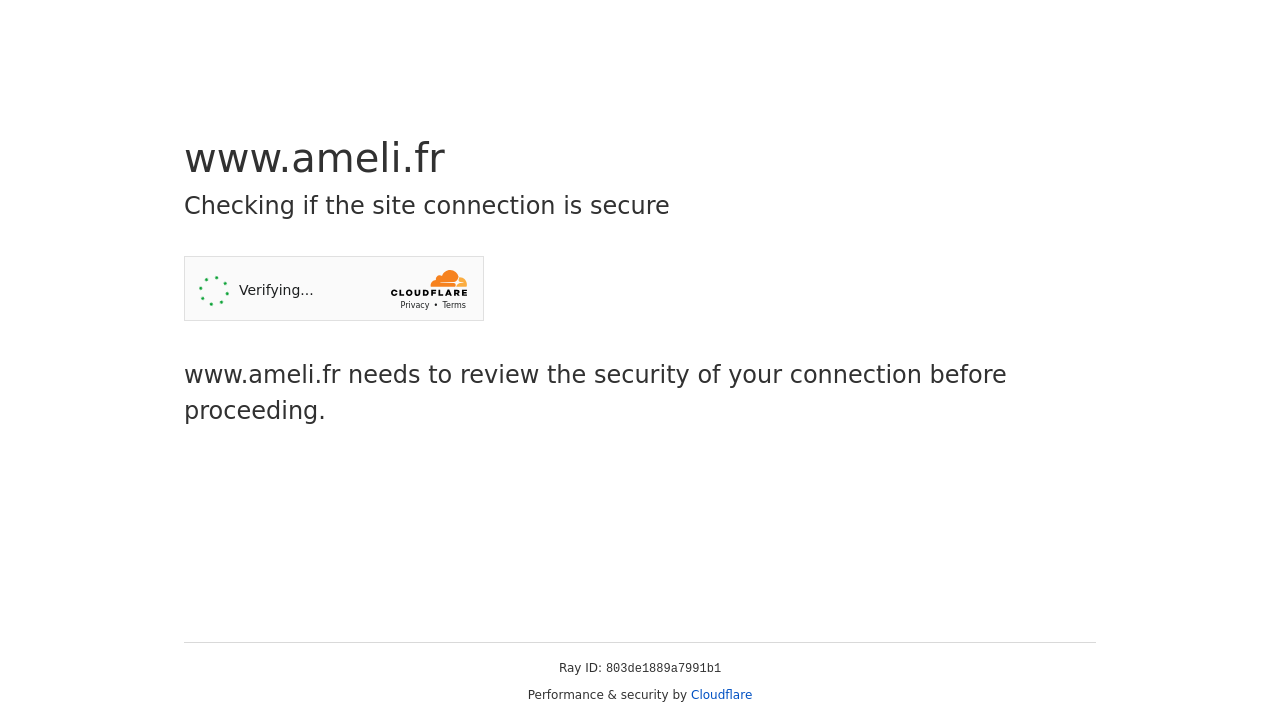 www.ameli.fr
Checking if the site connection is secure
Verifying...
CLOUDFLARE
Privacy • Terms
www.ameli.fr needs to review the security of your connection before
proceeding.
Ray ID: 803de1889a7991b1
Performance & security by Cloudflare